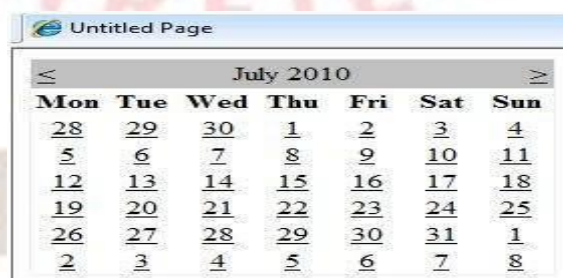 Untitled Page
< July 2010 >
Mon Tue Wed Thu Fri Sat Sun
28 29 30 1 2 3 4
5 6 7 8 9 10 11
12 13 14 15 16 17 18
19 20 21 22 23 24 25
26 27 28 29 30 31 1
2 3 4 5 6 7 8